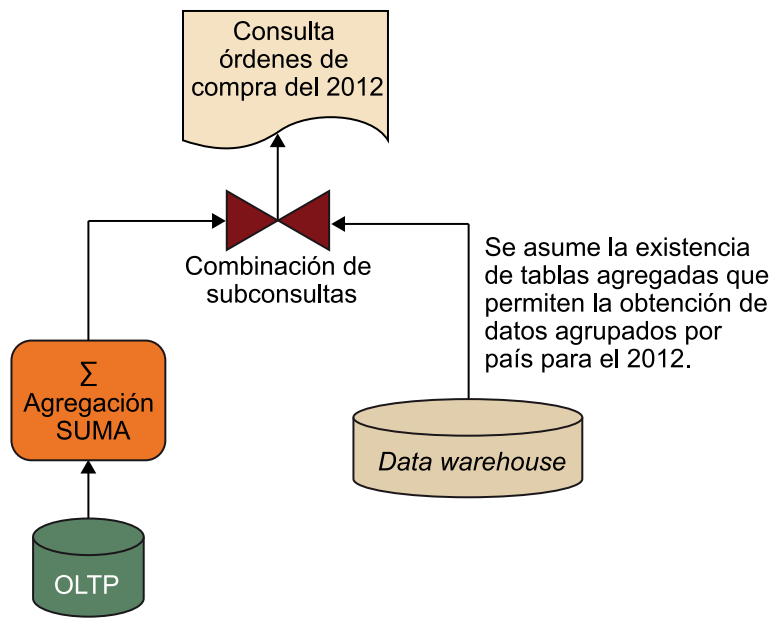 Consulta
órdenes de
compra del 2012
Combinación de
subconsultas
Se asume la existencia
de tablas agregadas que
permiten la obtención de
datos agrupados por
país para el 2012.
∑
Agregación
SUMA
Data warehouse
OLTP